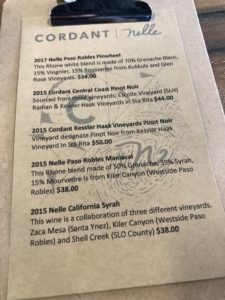 CORDANT | nelle
2017 Nelle Paso Robles Pinwheel
This Rhone white blend is made of 70% Grenache Blanc,
15% Viognier, 15% Roussanne from Kukkula and Glen
Rose Vineyards. $34.00
2015 Cordant Central Coast Pinot Noir
Sourced from three vineyards; Escolle Vineyard (SLH)
Radian & Kessler Haak Vineyards in Sta Rita $44.00
2015 Cordant Kessler Haak Vineyards Pinot Noir
Vineyard designate Pinot Noir from Kessler Haak
Vineyard in Sta Rita $50.00
2015 Nelle Paso Robles Maniacal
This Rhone blend is made of 50% Grenache, 35% Syrah,
15% Mourvedre is from Kiler Canyon (Westside Paso
Robles) $38.00
2015 Nelle California Syrah
This wine is a collaboration of three different vineyards.
Zaca Mesa (Santa Ynez), Kiler Canyon (Westside Paso
Robles) and Shell Creek (SLO County) $38.00